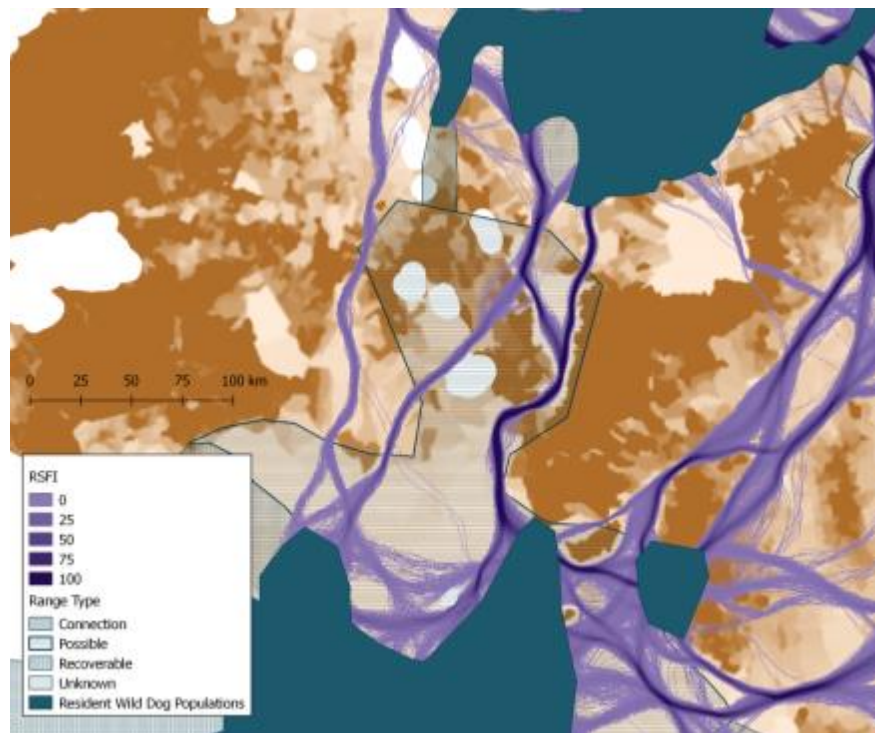 0 25 50 75 100 km
RSFI
0
25
50
75
100
Range Type
Connection
Possible
Recoverable
Unknown
Resident Wild Dog Populations